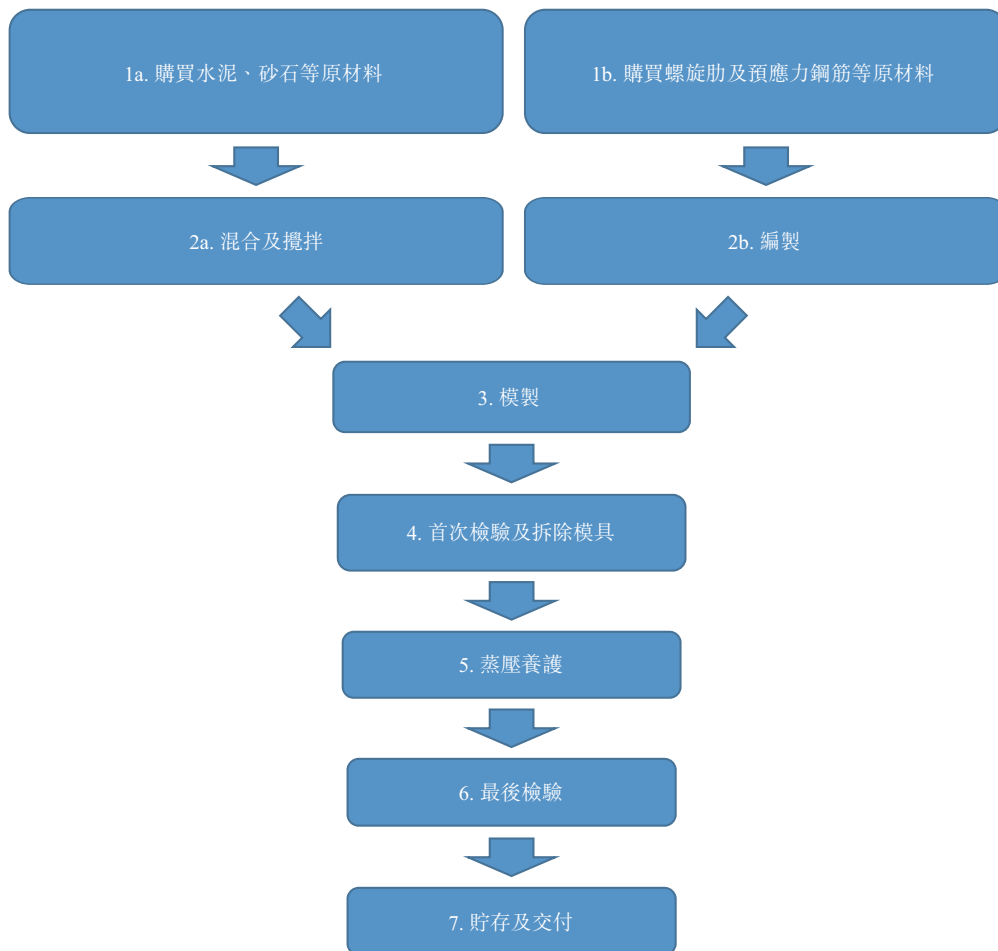 1a. 購買水泥、砂石等原材料
1b. 購買螺旋肋及預應力鋼筋等原材料
2a. 混合及攪拌
2b. 編製
3. 模製
4. 首次檢驗及拆除模具
5. 蒸壓養護
6. 最後檢驗
7. 貯存及交付